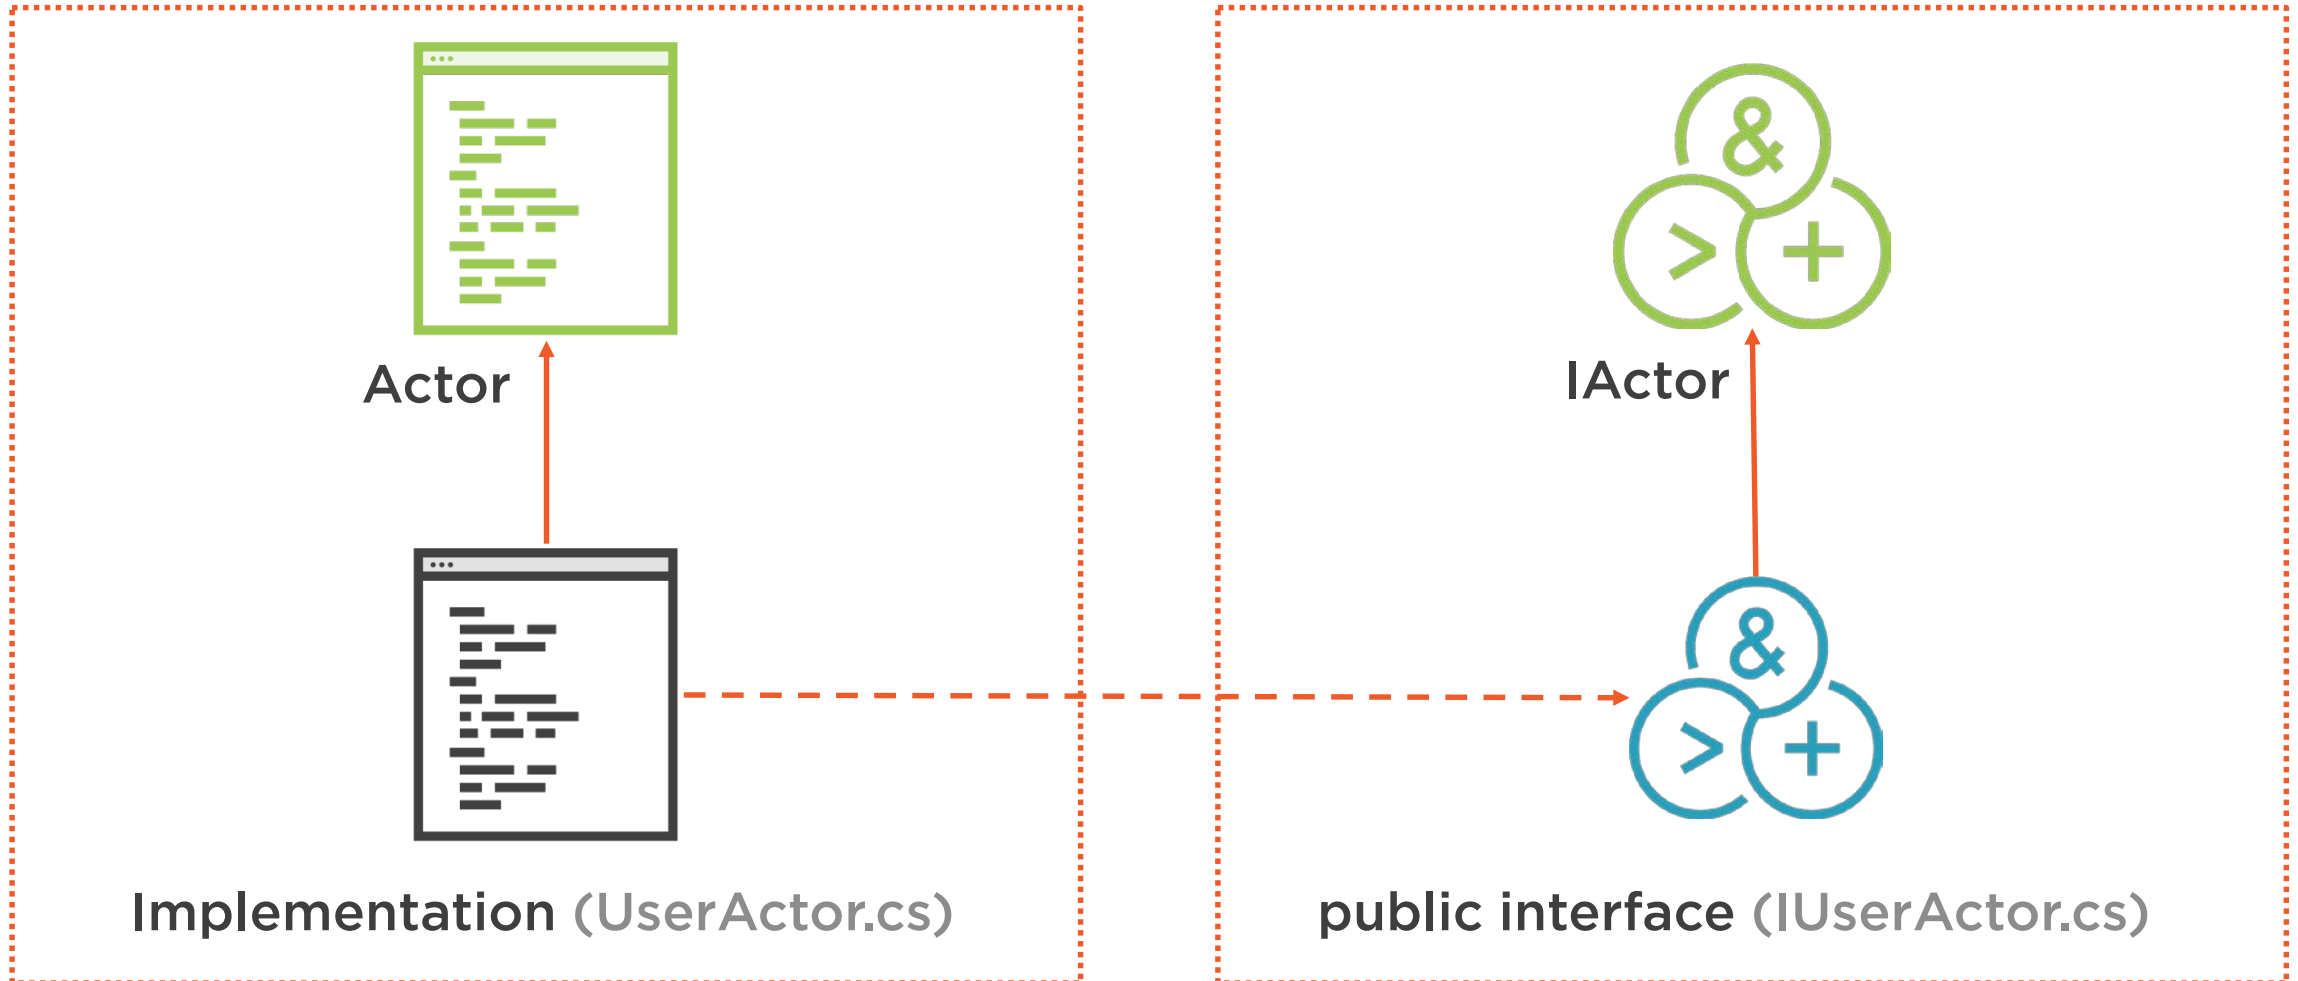 &
> +
Actor
IActor
&
> +
Implementation (UserActor.cs)
public interface (IUserActor.cs)